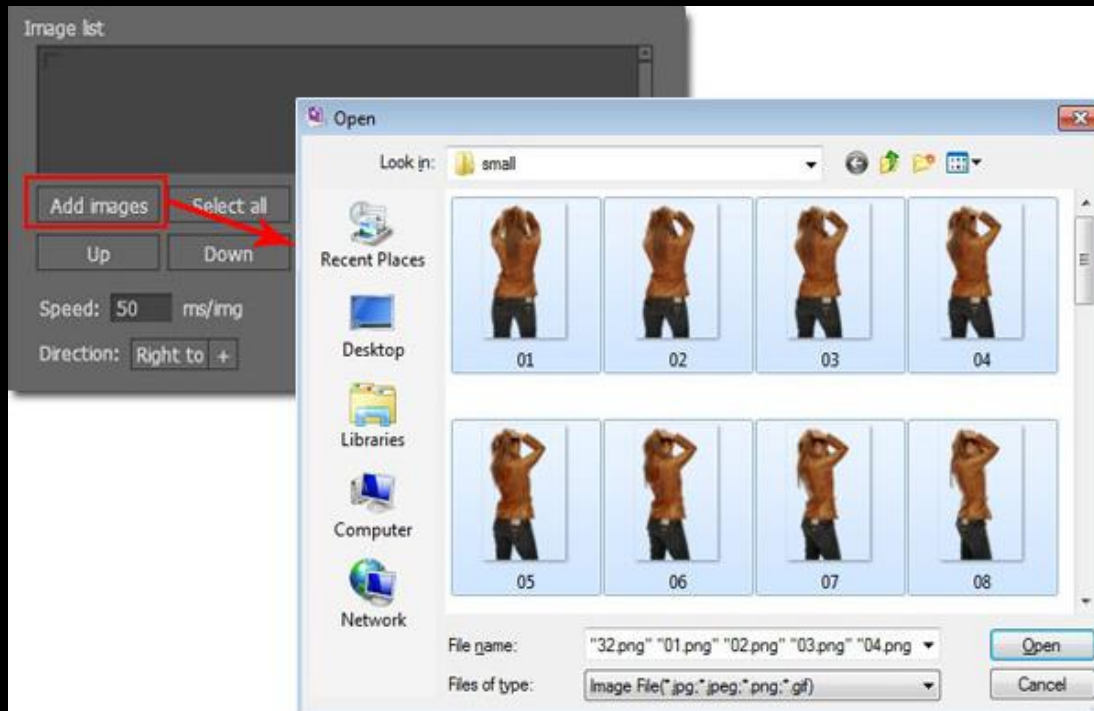 Image list
Add images
Select all
Up
Down
Speed: 50 ms/img
Direction: Right to +
Open
Look in: small
Recent Places
Desktop
Libraries
Computer
Network
01
02
03
04
05
06
07
08
File name: "32.png" "01.png" "02.png" "03.png" "04.png
Open
Files of type: Image File(*.jpg;*.jpeg;*.png;*.gif)
Cancel